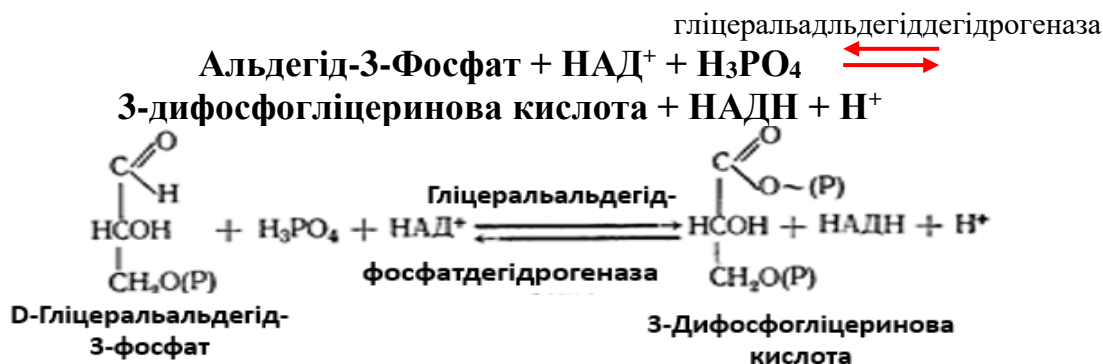 гліцеральадльдегіддегідрогеназа
Альдегід-3-Фосфат + НАД⁺ + H₃PO₄
3-дифосфогліцеринова кислота + НАДН + Н⁺
C O H
HCOH
CH₂O(P)
+ H₃PO₄ + НАД⁺
Гліцеральальдегід-
фосфатдегідрогеназа
C O O~(P)
HCOH + НАДН + Н⁺
CH₂O(P)
D-Гліцеральальдегід-
3-фосфат
3-Дифосфогліцеринова
кислота